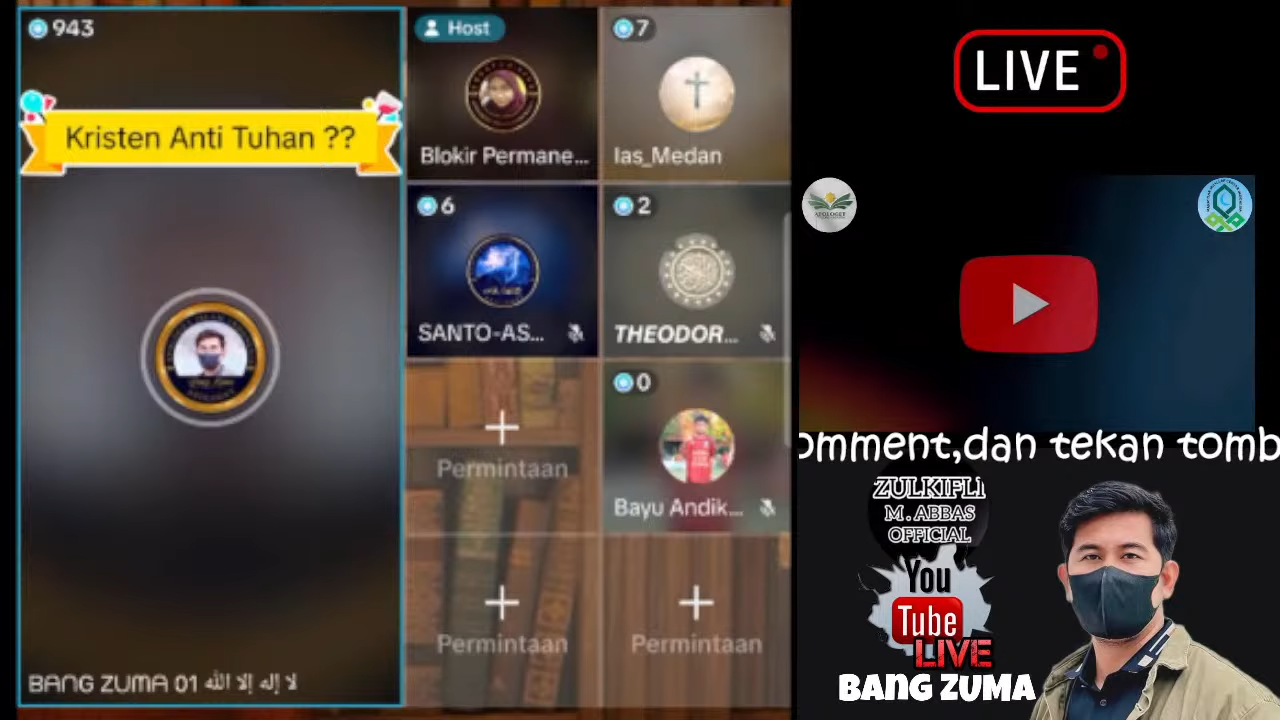 943
Kristen Anti Tuhan ??
BANG ZUMA 01 لا إله إلا الله
Host
Blokir Permane...
7
Ias_Medan
6
SANTO-AS...
2
THEODOR...
Permintaan
0
Bayu Andik...
Permintaan
Permintaan
LIVE
omment,dan tekan tomb
ZULKIFLI
M. ABBAS
OFFICIAL
You
Tube
LIVE
BANG ZUMA